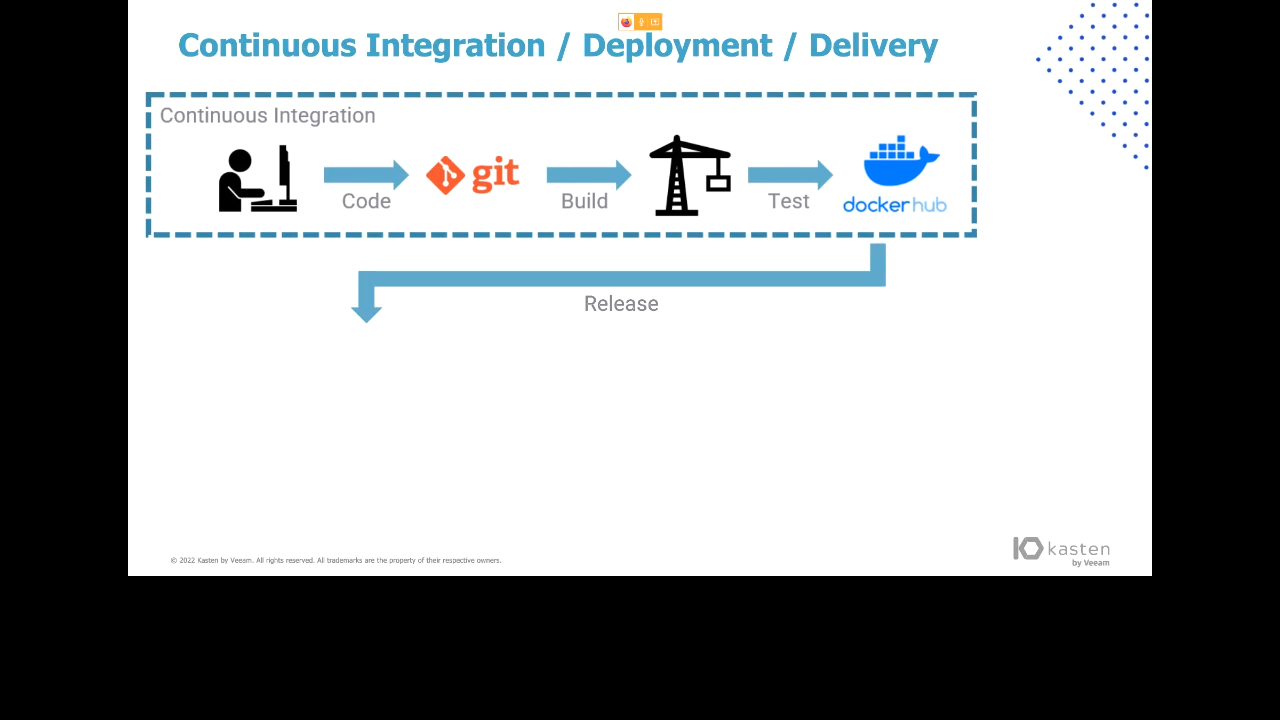 Continuous Integration / Deployment / Delivery
Continuous Integration
git
Code
Build
Test
docker hub
Release
© 2022 Kasten by Veeam. All rights reserved. All trademarks are the property of their respective owners.
kasten
by Veeam